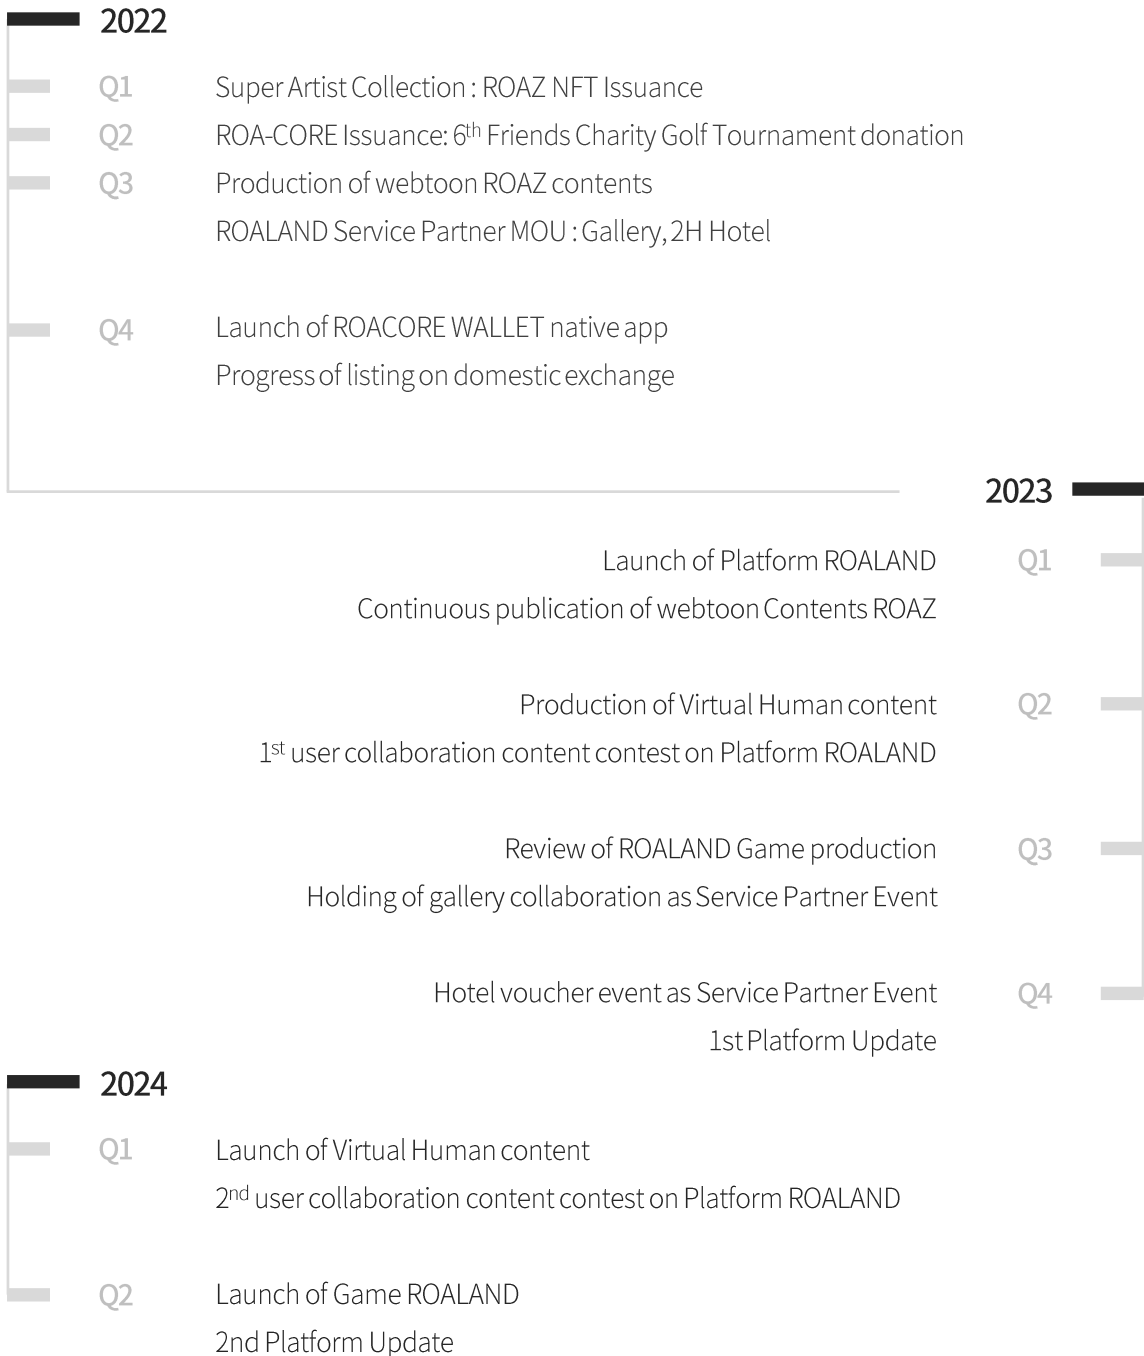 2022
Q1 Super Artist Collection : ROAZ NFT Issuance
Q2 ROA-CORE Issuance: 6th Friends Charity Golf Tournament donation
Q3 Production of webtoon ROAZ contents
ROALAND Service Partner MOU : Gallery, 2H Hotel
Q4 Launch of ROACORE WALLET native app
Progress of listing on domestic exchange
2023
Launch of Platform ROALAND Q1
Continuous publication of webtoon Contents ROAZ
Production of Virtual Human content Q2
1st user collaboration content contest on Platform ROALAND
Review of ROALAND Game production Q3
Holding of gallery collaboration as Service Partner Event
Hotel voucher event as Service Partner Event Q4
1st Platform Update
2024
Q1 Launch of Virtual Human content
2nd user collaboration content contest on Platform ROALAND
Q2 Launch of Game ROALAND
2nd Platform Update